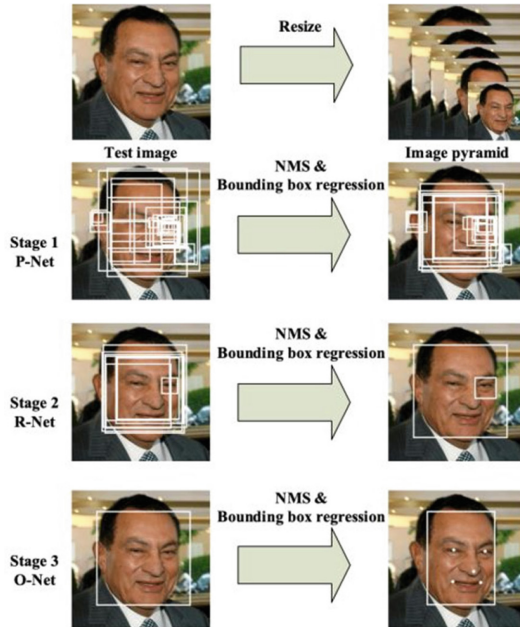 Resize
Test image
Image pyramid
NMS &
Bounding box regression
Stage 1
P-Net
NMS &
Bounding box regression
Stage 2
R-Net
NMS &
Bounding box regression
Stage 3
O-Net